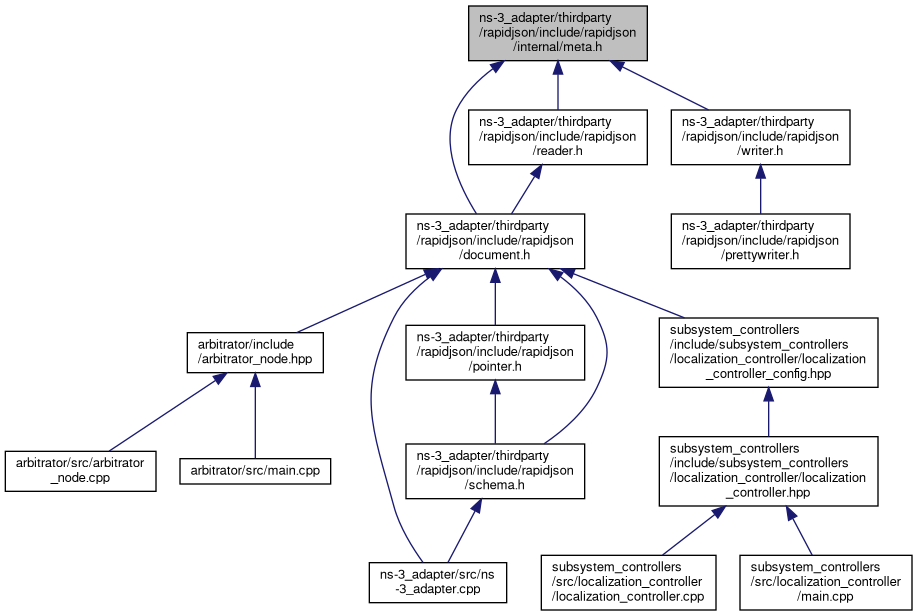 ns-3_adapter/thirdparty
/rapidjson/include/rapidjson
/internal/meta.h
ns-3_adapter/thirdparty
/rapidjson/include/rapidjson
/reader.h
ns-3_adapter/thirdparty
/rapidjson/include/rapidjson
/writer.h
ns-3_adapter/thirdparty
/rapidjson/include/rapidjson
/document.h
ns-3_adapter/thirdparty
/rapidjson/include/rapidjson
/prettywriter.h
arbitrator/include
/arbitrator_node.hpp
ns-3_adapter/thirdparty
/rapidjson/include/rapidjson
/pointer.h
subsystem_controllers
/include/subsystem_controllers
/localization_controller/localization
_controller_config.hpp
arbitrator/src/arbitrator
_node.cpp
arbitrator/src/main.cpp
ns-3_adapter/thirdparty
/rapidjson/include/rapidjson
/schema.h
subsystem_controllers
/include/subsystem_controllers
/localization_controller/localization
_controller.hpp
ns-3_adapter/src/ns
-3_adapter.cpp
subsystem_controllers
/src/localization_controller
/localization_controller.cpp
subsystem_controllers
/src/localization_controller
/main.cpp